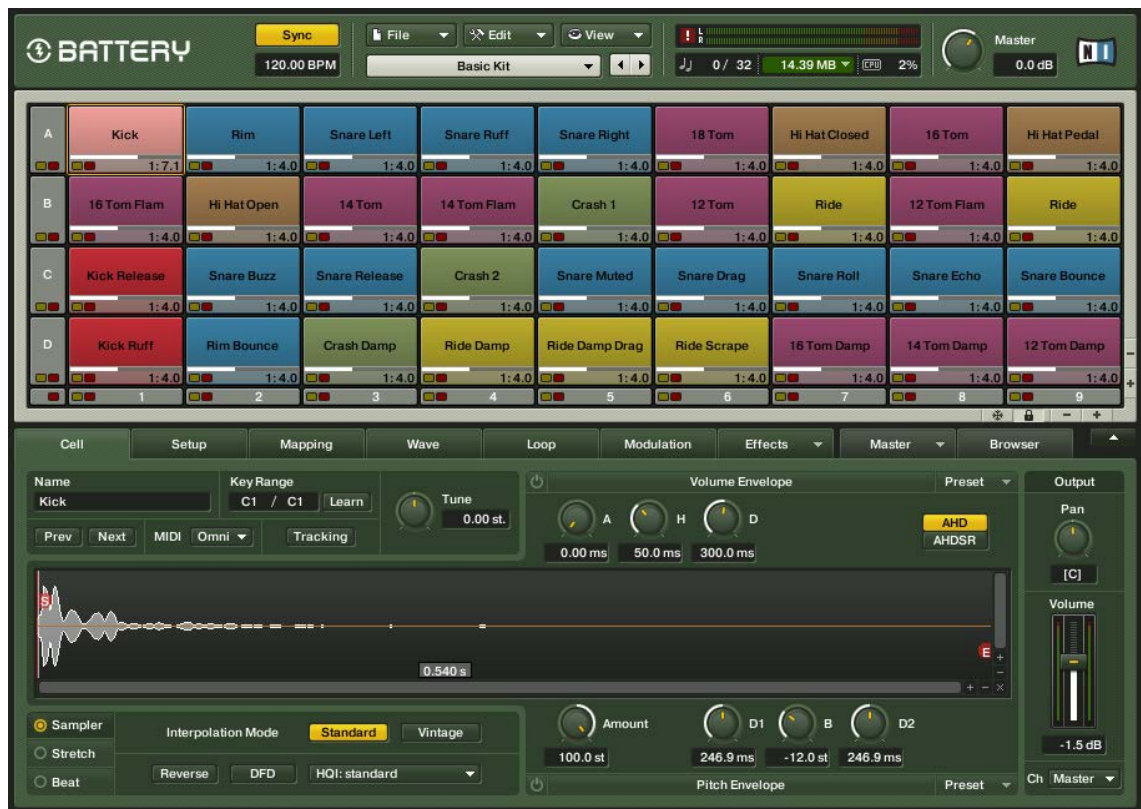 BATTERY
Sync
File Edit View
! L R
Master
NI
120.00 BPM
Basic Kit
0 / 32 14.39 MB CPU 2%
0.0 dB
A Kick Rim Snare Left Snare Ruff Snare Right 18 Tom Hi Hat Closed 16 Tom Hi Hat Pedal
1:7.1 1:4.0 1:4.0 1:4.0 1:4.0 1:4.0 1:4.0 1:4.0 1:4.0
B 16 Tom Flam Hi Hat Open 14 Tom 14 Tom Flam Crash 1 12 Tom Ride 12 Tom Flam Ride
1:4.0 1:4.0 1:4.0 1:4.0 1:4.0 1:4.0 1:4.0 1:4.0 1:4.0
C Kick Release Snare Buzz Snare Release Crash 2 Snare Muted Snare Drag Snare Roll Snare Echo Snare Bounce
1:4.0 1:4.0 1:4.0 1:4.0 1:4.0 1:4.0 1:4.0 1:4.0 1:4.0
D Kick Ruff Rim Bounce Crash Damp Ride Damp Ride Damp Drag Ride Scrape 16 Tom Damp 14 Tom Damp 12 Tom Damp
1:4.0 1:4.0 1:4.0 1:4.0 1:4.0 1:4.0 1:4.0 1:4.0 1:4.0
1 2 3 4 5 6 7 8 9
- +
Cell Setup Mapping Wave Loop Modulation Effects Master Browser
Name Key Range
Kick C1 / C1 Learn
Tune
0.00 st.
Prev Next MIDI Omni Tracking
Volume Envelope Preset
A H D
0.00 ms 50.0 ms 300.0 ms
AHD
AHDSR
Output
Pan
[C]
Volume
S
E
0.540 s
+ - ×
Sampler
Stretch
Beat
Interpolation Mode Standard Vintage
Reverse DFD HQI: standard
Amount D1 B D2
100.0 st 246.9 ms -12.0 st 246.9 ms
Pitch Envelope Preset
-1.5 dB
Ch Master